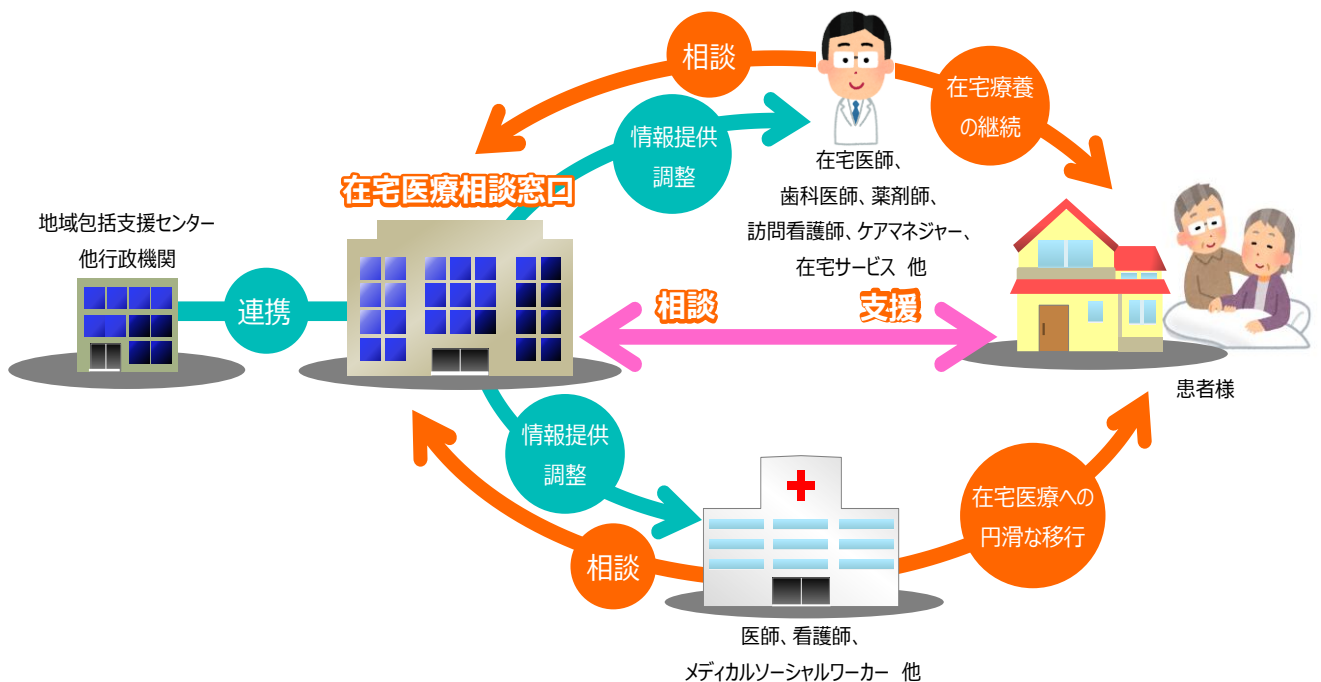 相談
在宅療養
の継続
情報提供
調整
在宅医師、
歯科医師、薬剤師、
訪問看護師、ケアマネジャー、
在宅サービス 他
在宅医療相談窓口
地域包括支援センター
他行政機関
連携
相談
支援
患者様
情報提供
調整
在宅医療への
円滑な移行
相談
医師、看護師、
メディカルソーシャルワーカー 他